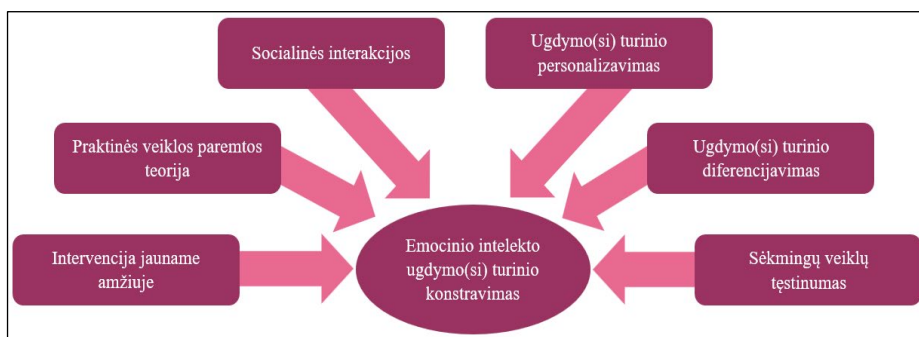 Socialinės interakcijos
Ugdymo(si) turinio
personalizavimas
Praktinės veiklos paremtos
teorija
Ugdymo(si) turinio
diferencijavimas
Intervencija jauname
amžiuje
Emocinio intelekto
ugdymo(si) turinio
konstravimas
Sėkmingų veiklų
tęstinumas